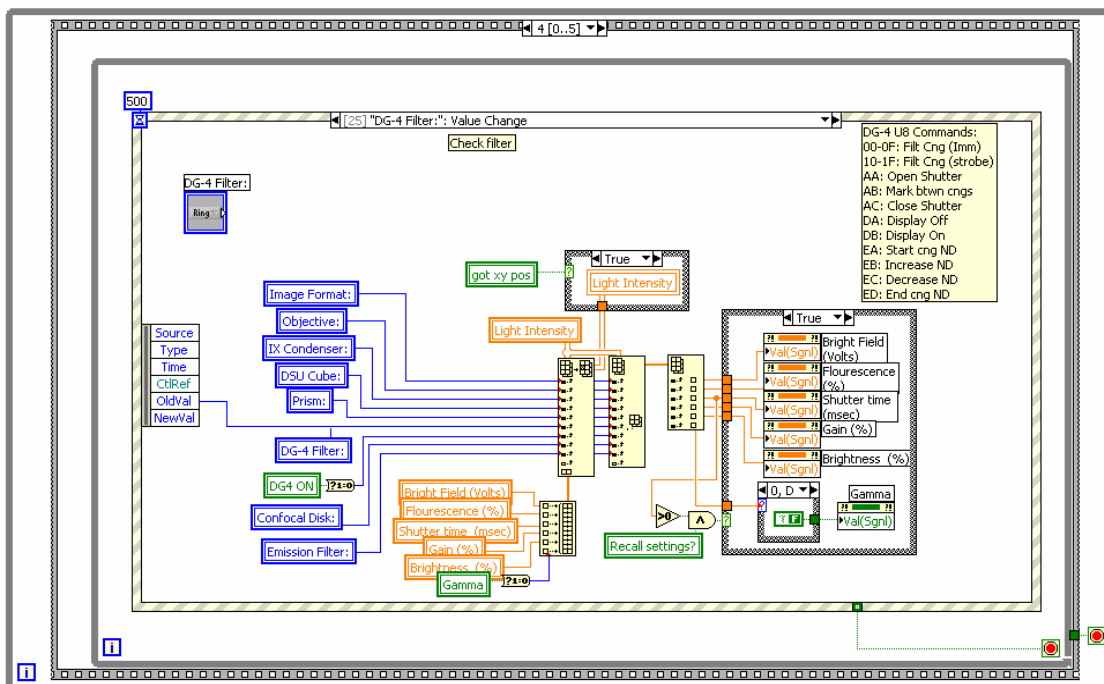 4 [0..5]
500
[25] "DG-4 Filter:": Value Change
Check filter
DG-4 U8 Commands:
00-0F: Filt Cng (Imm)
10-1F: Filt Cng (strobe)
AA: Open Shutter
AB: Mark btwn cngs
AC: Close Shutter
DA: Display Off
DB: Display On
EA: Start cng ND
EB: Increase ND
EC: Decrease ND
ED: End cng ND
DG-4 Filter:
Ring
True
got xy pos
?
Light Intensity
Image Format:
Objective:
IX Condenser:
DSU Cube:
Prism:
DG-4 Filter:
DG4 ON
?1:0
Confocal Disk:
Emission Filter:
Light Intensity
Source
Type
Time
CtlRef
OldVal
NewVal
True
Val(Sgnl)
Bright Field
(Volts)
Val(Sgnl)
Flourescence
(%)
Val(Sgnl)
Shutter time
(msec)
Val(Sgnl)
Gain (%)
Val(Sgnl)
Brightness (%)
0, D
?
F
Gamma
Val(Sgnl)
Bright Field (Volts)
Flourescence (%)
Shutter time (msec)
Gain (%)
Brightness (%)
Gamma
?1:0
>0
Λ
?
Recall settings?
i
i